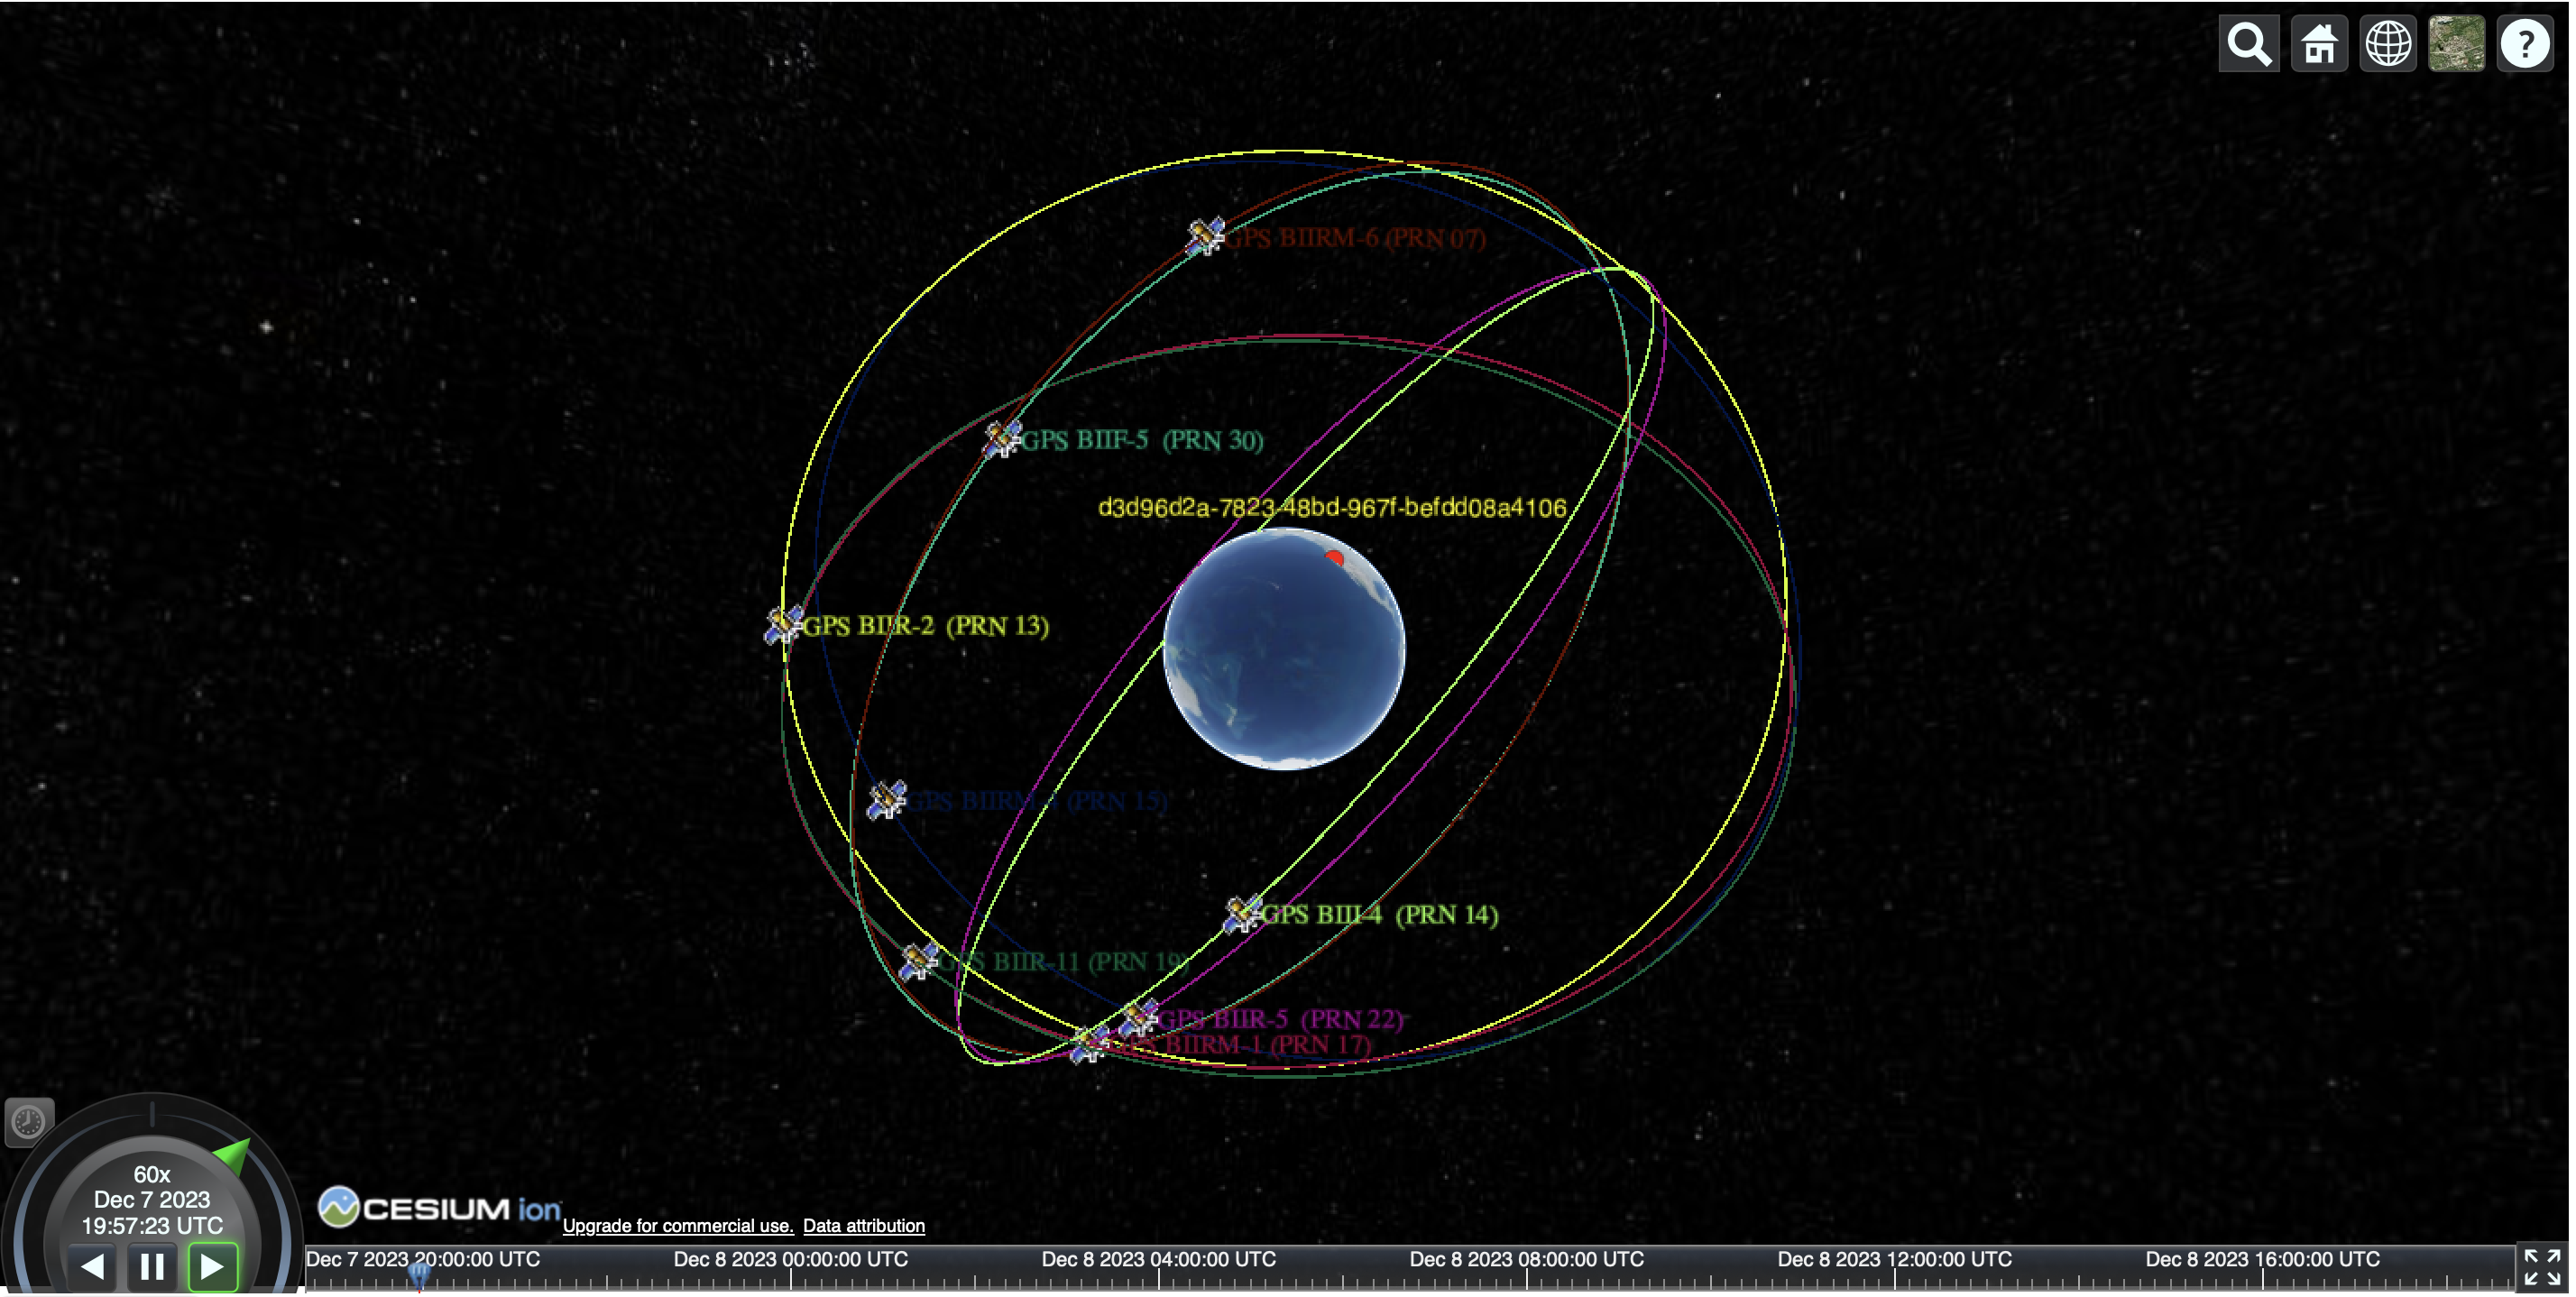 GPS BIIRM-6 (PRN 07)
GPS BIIF-5 (PRN 30)
d3d96d2a-7823-48bd-967f-befdd08a4106
GPS BIIR-2 (PRN 13)
GPS (PRN 15)
GPS BIII-4 (PRN 14)
GPS BIIR-11 (PRN 19)
GPS BIIR-5 (PRN 22)
BIIRM-1 (PRN 17)
?
60x
Dec 7 2023
19:57:23 UTC
CESIUM ion
Upgrade for commercial use. Data attribution
Dec 7 2023 20:00:00 UTC Dec 8 2023 00:00:00 UTC Dec 8 2023 04:00:00 UTC Dec 8 2023 08:00:00 UTC Dec 8 2023 12:00:00 UTC Dec 8 2023 16:00:00 UTC